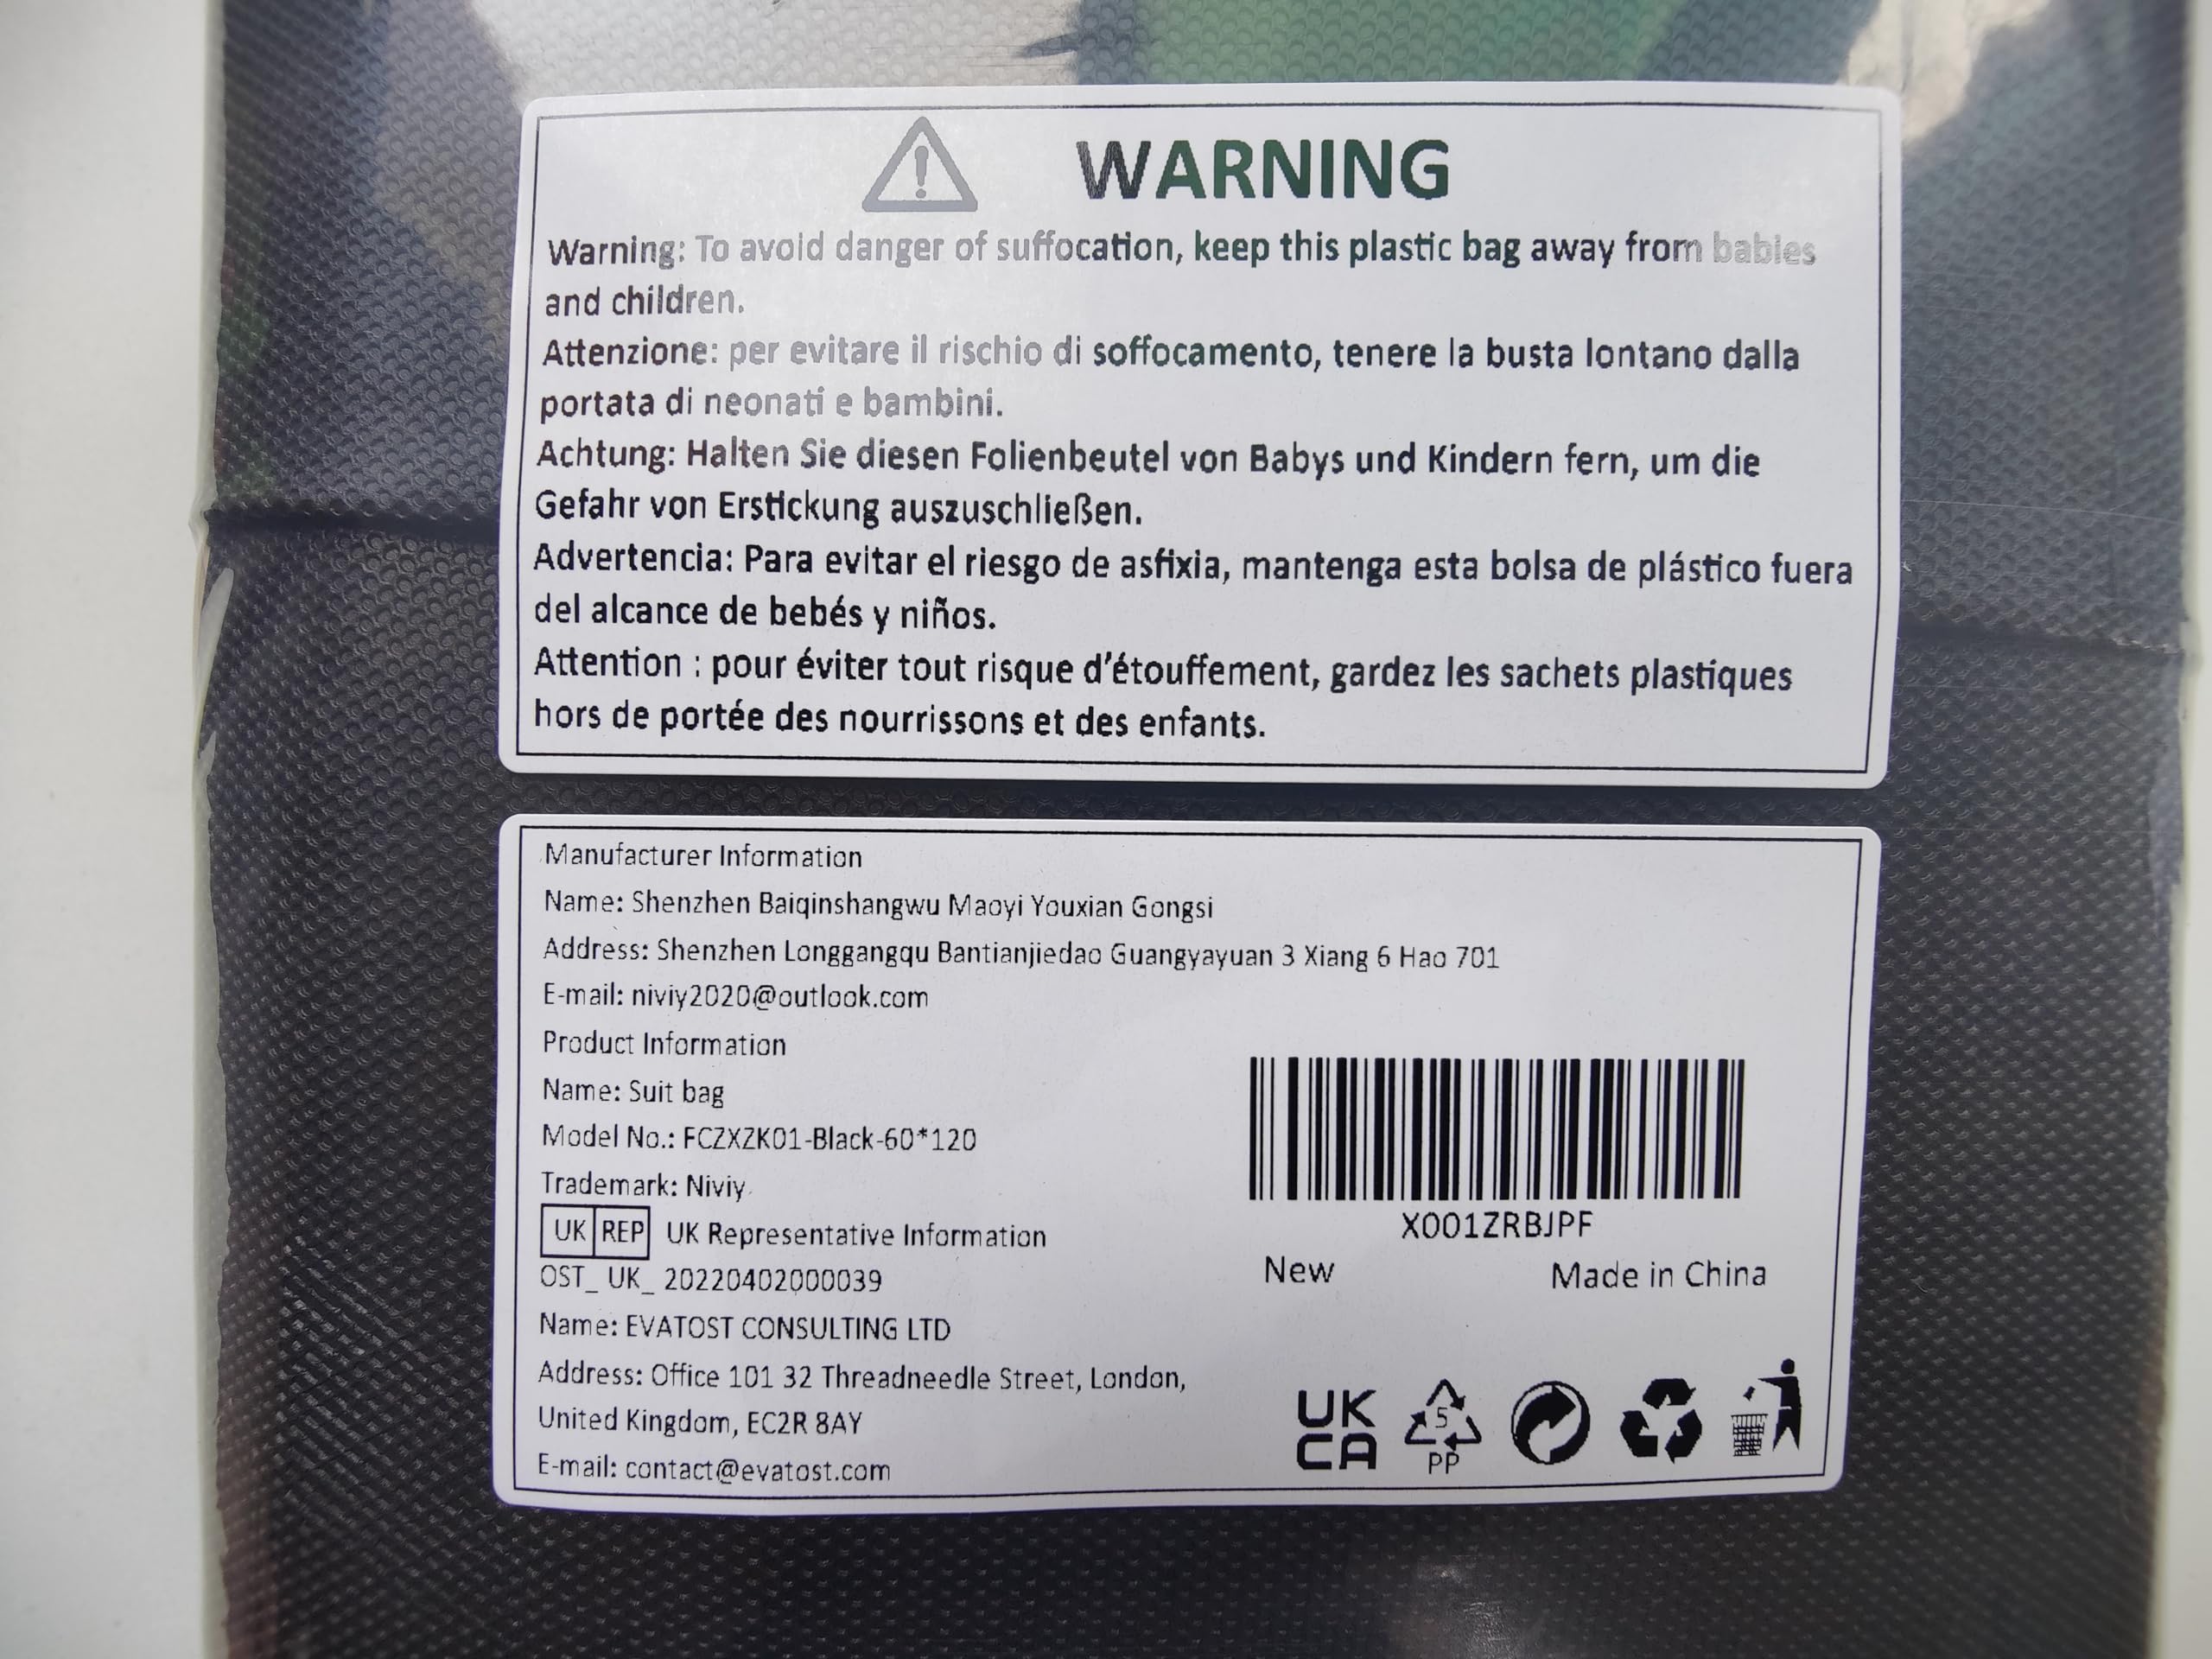 WARNING
Warning: To avoid danger of suffocation, keep this plastic bag away from babies
and children.
Attenzione: per evitare il rischio di soffocamento, tenere la busta lontano dalla
portata di neonati e bambini.
Achtung: Halten Sie diesen Folienbeutel von Babys und Kindern fern, um die
Gefahr von Erstickung auszuschließen.
Advertencia: Para evitar el riesgo de asfixia, mantenga esta bolsa de plástico fuera
del alcance de bebés y niños.
Attention : pour éviter tout risque d'étouffement, gardez les sachets plastiques
hors de portée des nourrissons et des enfants.
Manufacturer Information
Name: Shenzhen Baiqinshangwu Maoyi Youxian Gongsi
Address: Shenzhen Longgangqu Bantianjiedao Guangyayuan 3 Xiang 6 Hao 701
E-mail: niviy2020@outlook.com
Product Information
Name: Suit bag
Model No.: FCZXZK01-Black-60*120
Trademark: Niviy
UK REP UK Representative Information
OST_ UK_ 20220402000039
Name: EVATOST CONSULTING LTD
Address: Office 101 32 Threadneedle Street, London,
United Kingdom, EC2R 8AY
E-mail: contact@evatost.com
X001ZRBJPF
New Made in China
UK
CA
5
PP